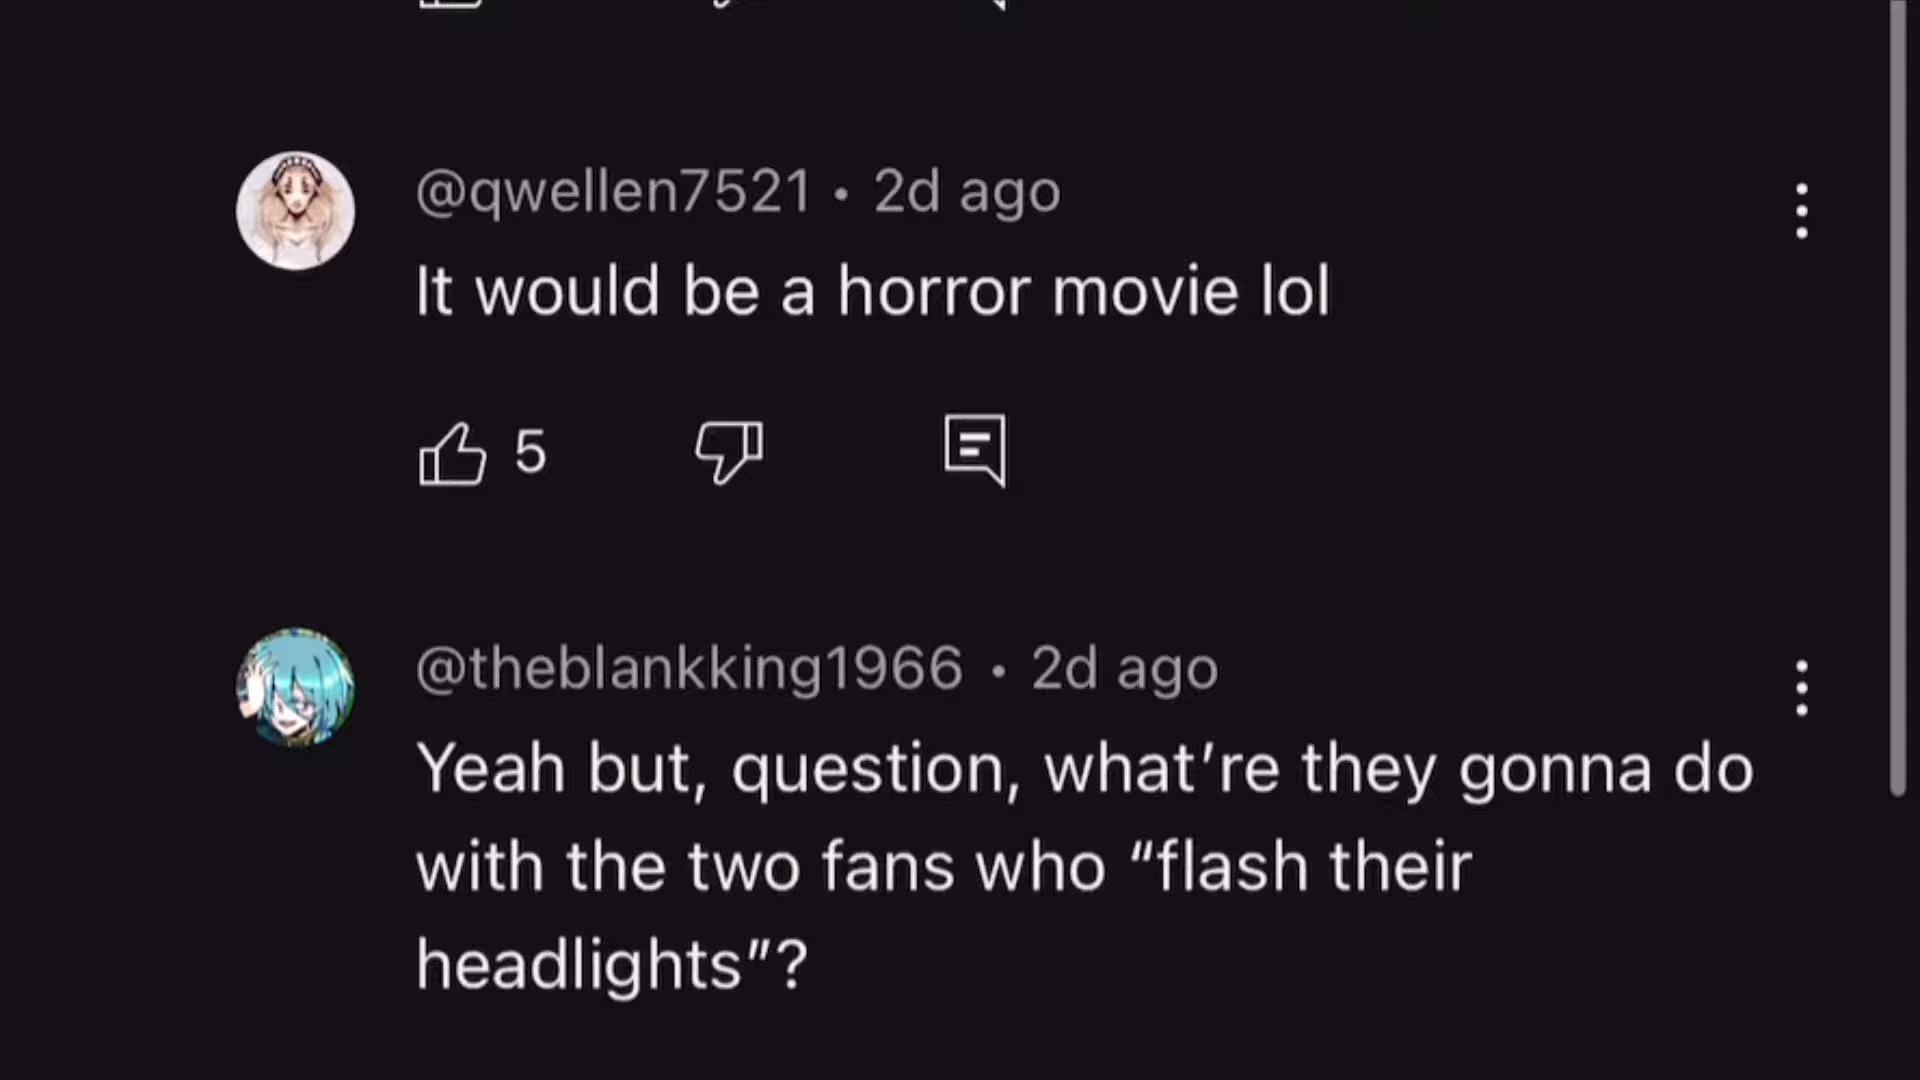 @qwellen7521 • 2d ago
It would be a horror movie lol
5
@theblankking1966 • 2d ago
Yeah but, question, what’re they gonna do
with the two fans who “flash their
headlights”?